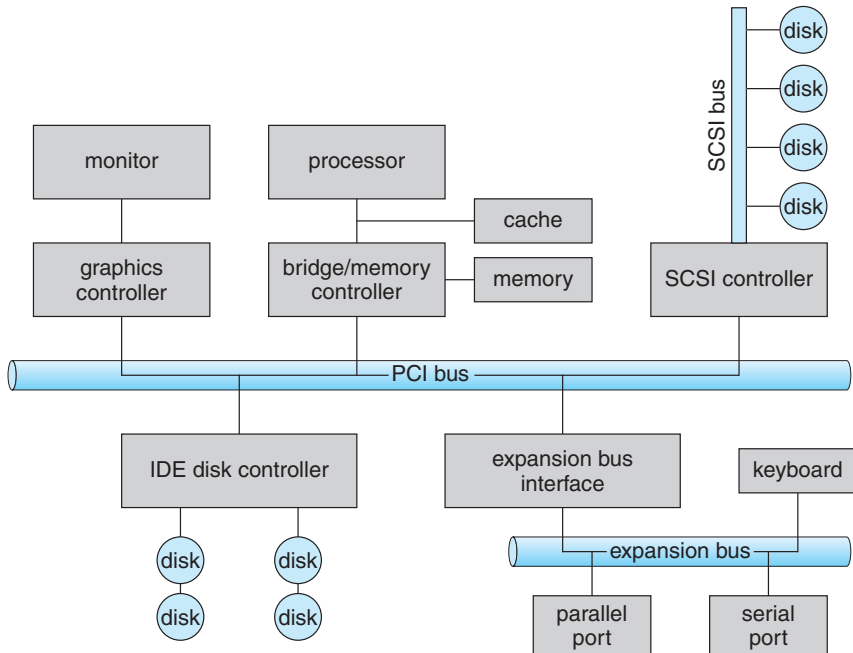 disk
disk
disk
disk
SCSI bus
monitor
processor
cache
graphics
controller
bridge/memory
controller
memory
SCSI controller
PCI bus
IDE disk controller
expansion bus
interface
keyboard
disk
disk
disk
disk
expansion bus
parallel
port
serial
port